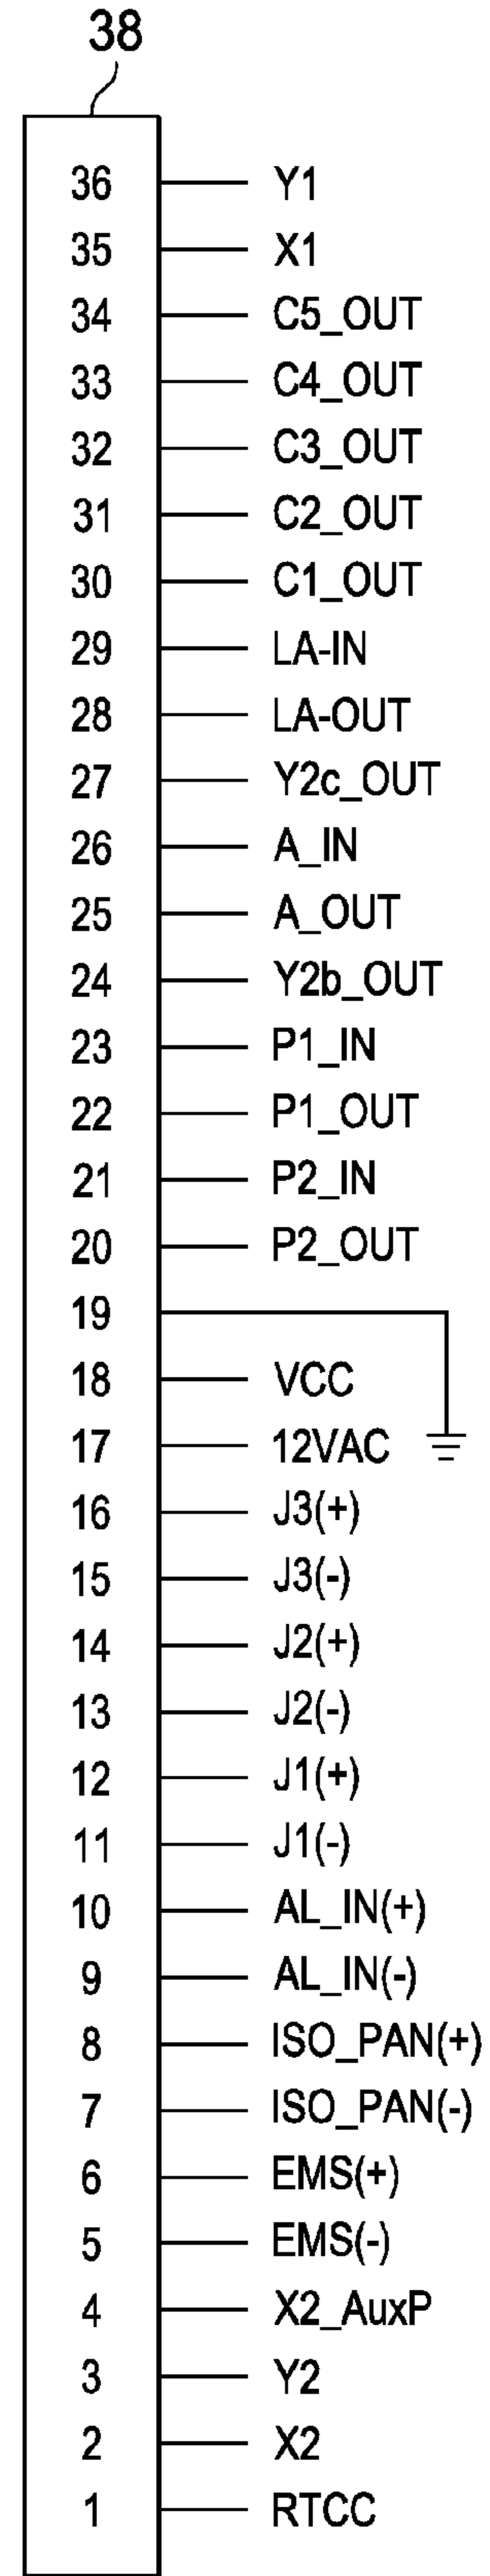 38
36 Y1
35 X1
34 C5_OUT
33 C4_OUT
32 C3_OUT
31 C2_OUT
30 C1_OUT
29 LA-IN
28 LA-OUT
27 Y2c_OUT
26 A_IN
25 A_OUT
24 Y2b_OUT
23 P1_IN
22 P1_OUT
21 P2_IN
20 P2_OUT
19
18 VCC
17 12VAC
16 J3(+)
15 J3(-)
14 J2(+)
13 J2(-)
12 J1(+)
11 J1(-)
10 AL_IN(+)
9 AL_IN(-)
8 ISO_PAN(+)
7 ISO_PAN(-)
6 EMS(+)
5 EMS(-)
4 X2_AuxP
3 Y2
2 X2
1 RTCC